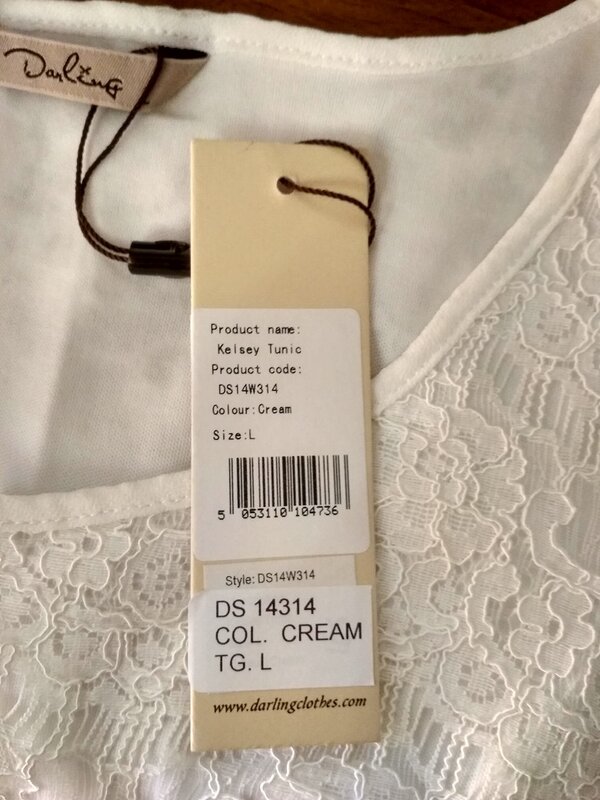 Darling
Product name:
Kelsey Tunic
Product code:
DS14W314
Colour:Cream
Size:L
5 053110 104736
Style: DS14W314
DS 14314
COL. CREAM
TG. L
www.darlingclothes.com